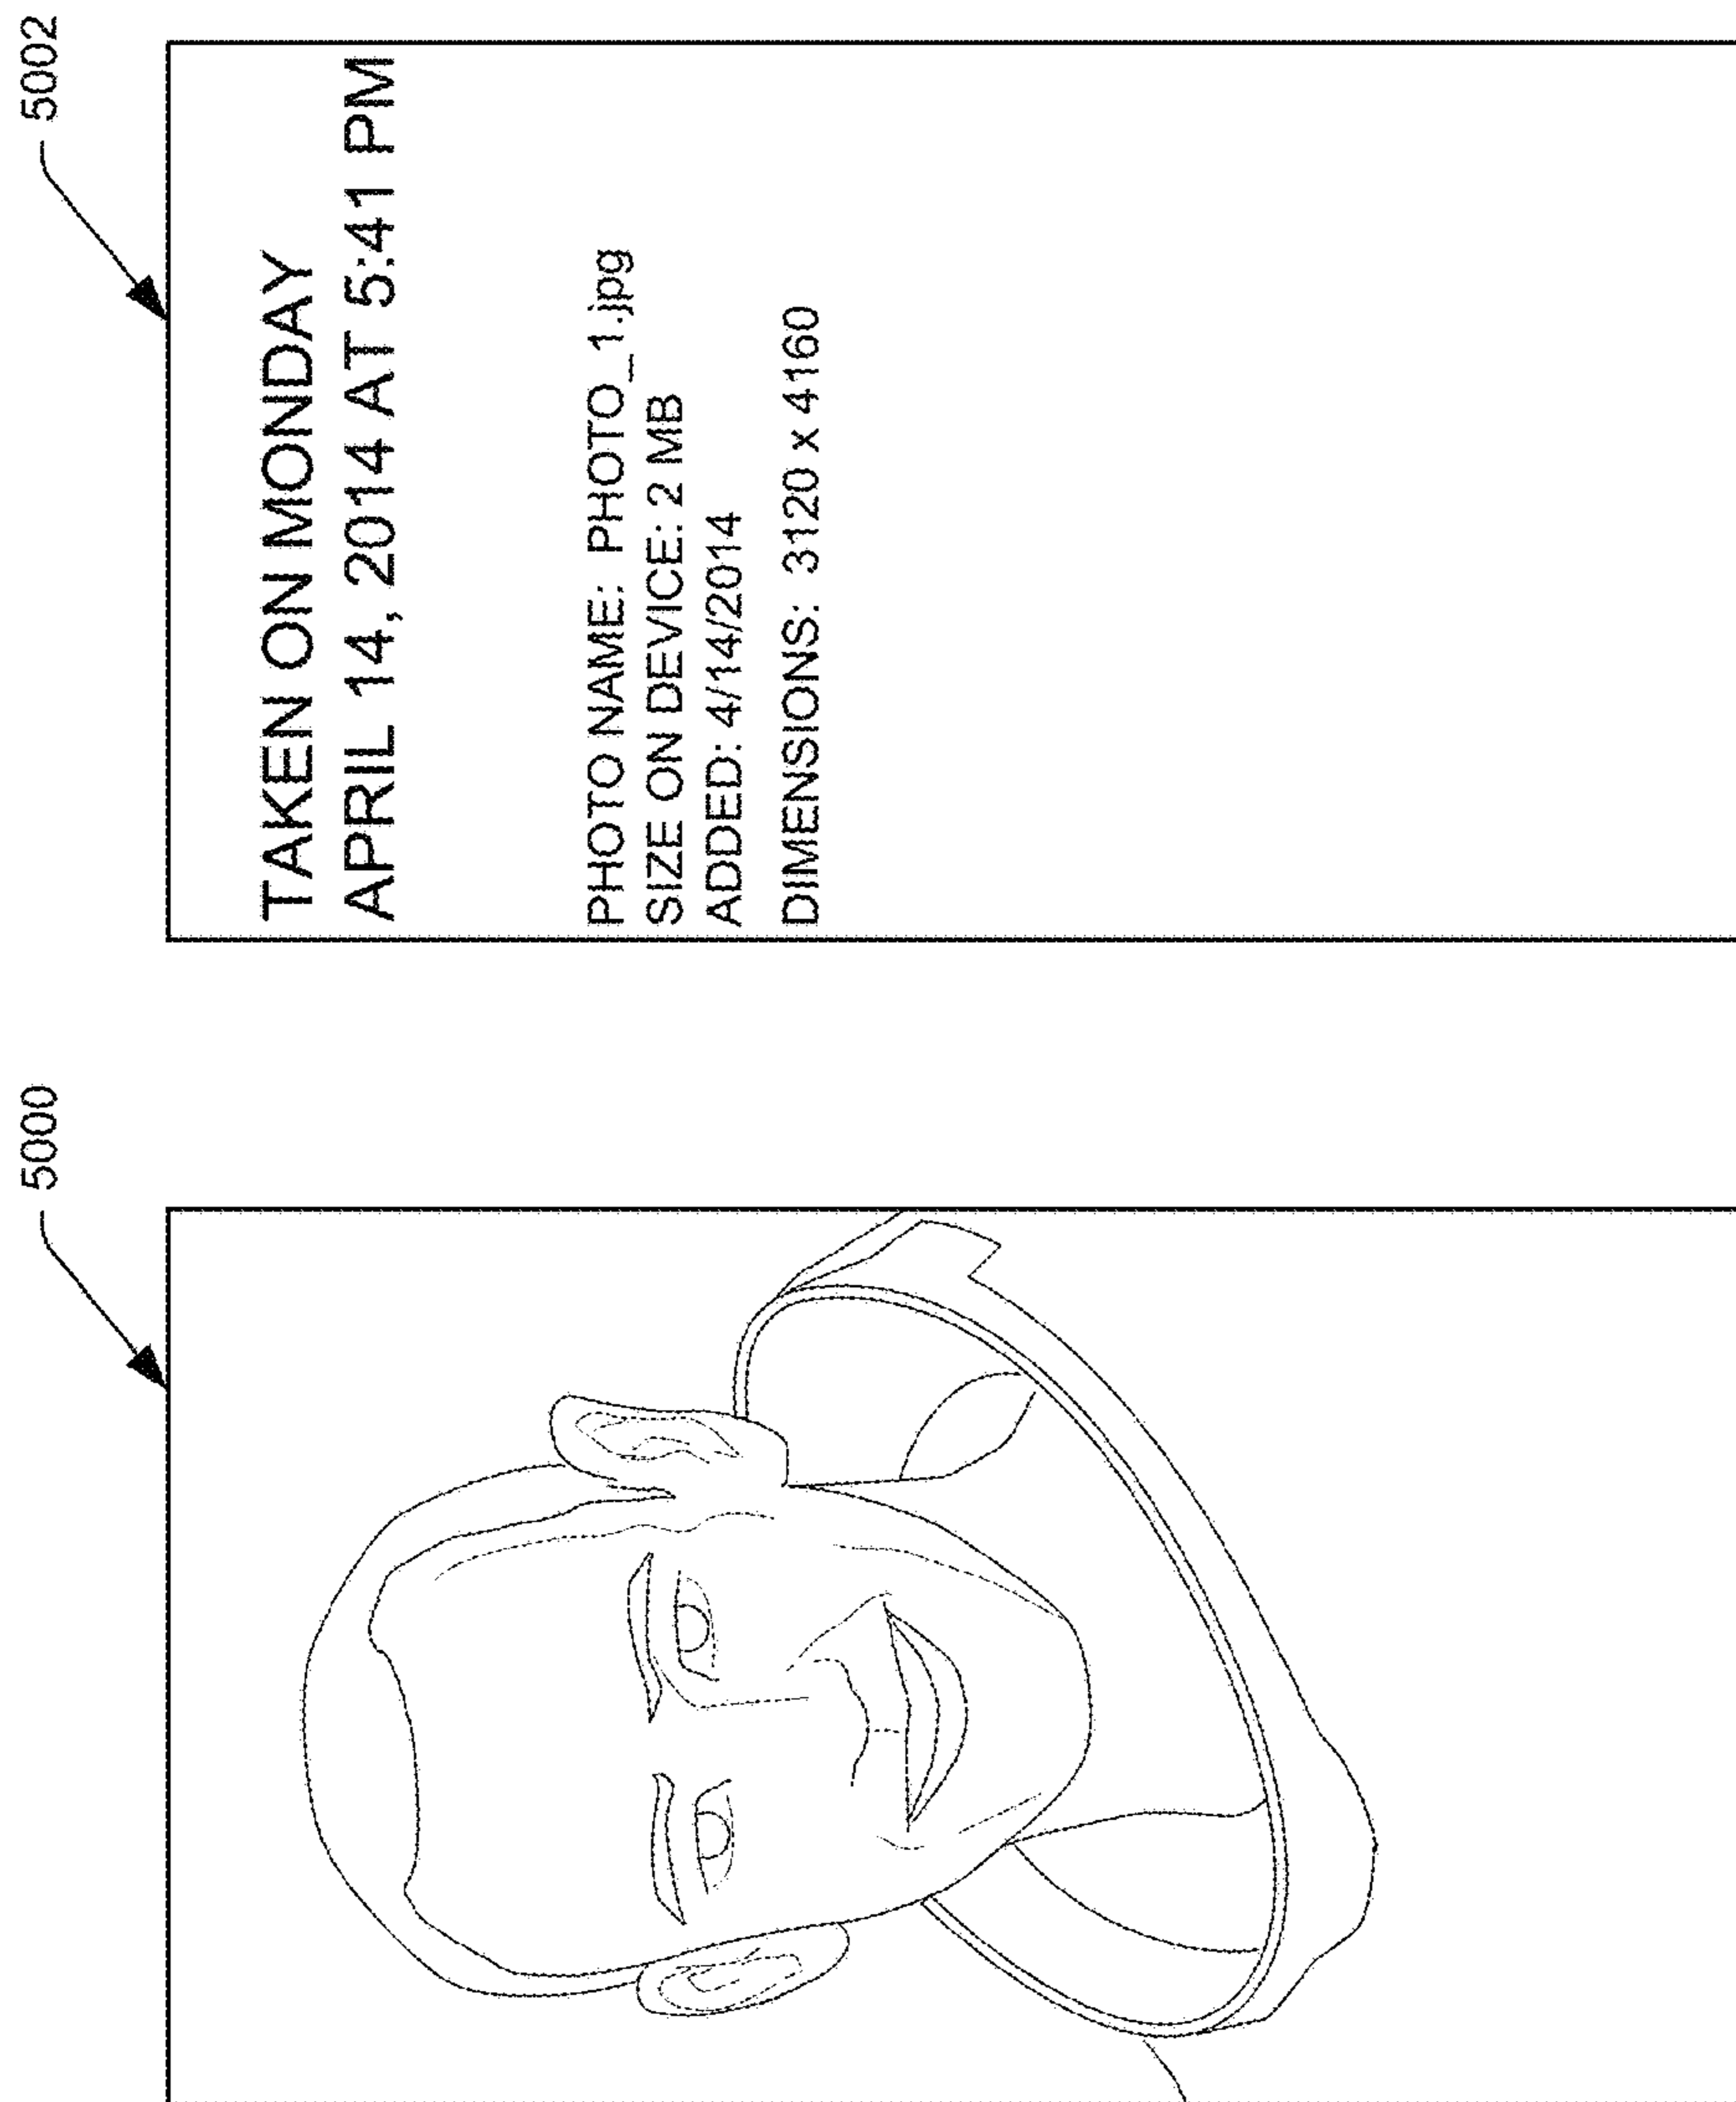 5000
5002
TAKEN ON MONDAY
APRIL 14, 2014 AT 5:41 PM
PHOTO NAME: PHOTO_1.jpg
SIZE ON DEVICE: 2 MB
ADDED: 4/14/2014
DIMENSIONS: 3120 x 4160